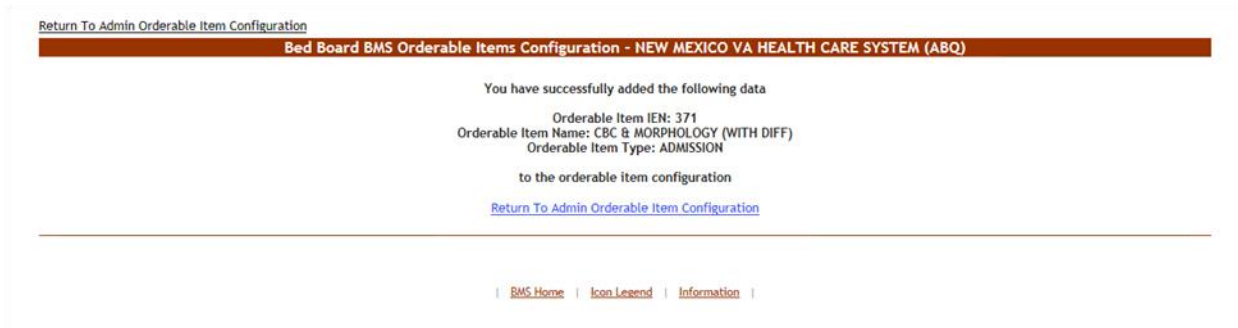 Return To Admin Orderable Item Configuration
Bed Board BMS Orderable Items Configuration - NEW MEXICO VA HEALTH CARE SYSTEM (ABQ)
You have successfully added the following data
Orderable Item IEN: 371
Orderable Item Name: CBC & MORPHOLOGY (WITH DIFF)
Orderable Item Type: ADMISSION
to the orderable item configuration
Return To Admin Orderable Item Configuration
| BMS Home | Icon Legend | Information |